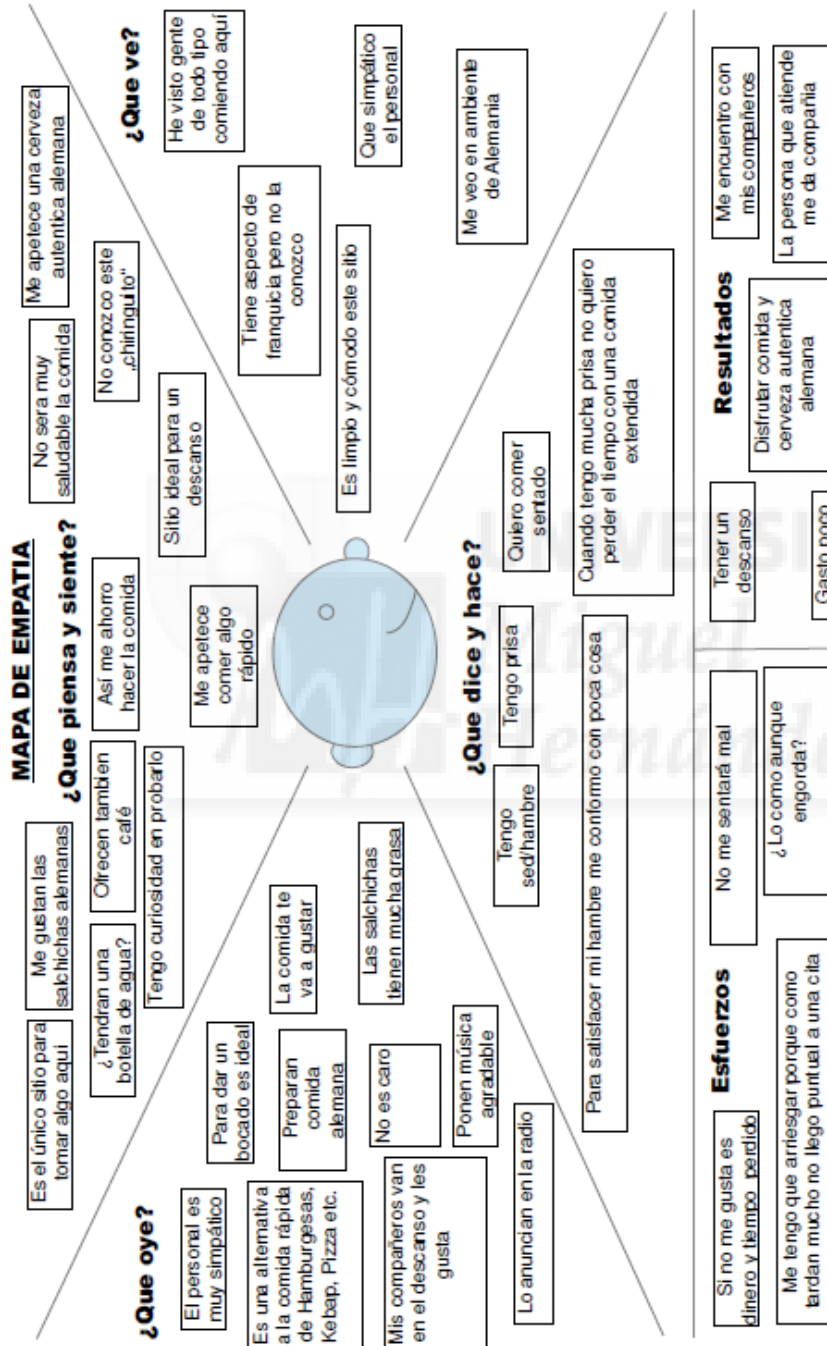 MAPA DE EMPATIA
¿Que piensa y siente?
Es el único sitio para
tomar algo aquí
Me gustan las
salchichas alemanas
¿Tendran una
botella de agua?
Ofrecen tambien
café
Tengo curiosidad en probarlo
Así me ahorro
hacer la comida
Me apetece
comer algo
rápido
Sitio ideal para un
descanso
No sera muy
saludable la comida
No conozco este
„chiringuito“
Me apetece una cerveza
autentica alemana
¿Que oye?
El personal es
muy simpático
Para dar un
bocado es ideal
Es una alternativa
a la comida rápida
de Hamburgesas,
Kebap, Pizza etc.
Preparan
comida
alemana
La comida te
va a gustar
Mis compañeros van
en el descanso y les
gusta
No es caro
Las salchichas
tienen mucha grasa
Ponen música
agradable
Lo anuncian en la radio
¿Que ve?
He visto gente
de todo tipo
comiendo aquí
Tiene aspecto de
franquicia pero no la
conozco
Que simpático
el personal
Es limpio y cómodo este sitio
Me veo en ambiente
de Alemania
¿Que dice y hace?
Tengo
sed/hambre
Tengo prisa
Quiero comer
sentado
Para satisfacer mi hambre me conformo con poca cosa
Cuando tengo mucha prisa no quiero
perder el tiempo con una comida
extendida
Esfuerzos
Si no me gusta es
dinero y tiempo perdido
No me sentará mal
Me tengo que arriesgar porque como
tardan mucho no llego puntual a una cita
¿Lo como aunque
engorda?
Resultados
Tener un
descanso
Me encuentro con
mis compañeros
Disfrutar comida y
cerveza autentica
alemana
La persona que atiende
me da compañia
Gasto poco
UNIVERSI
Miguel